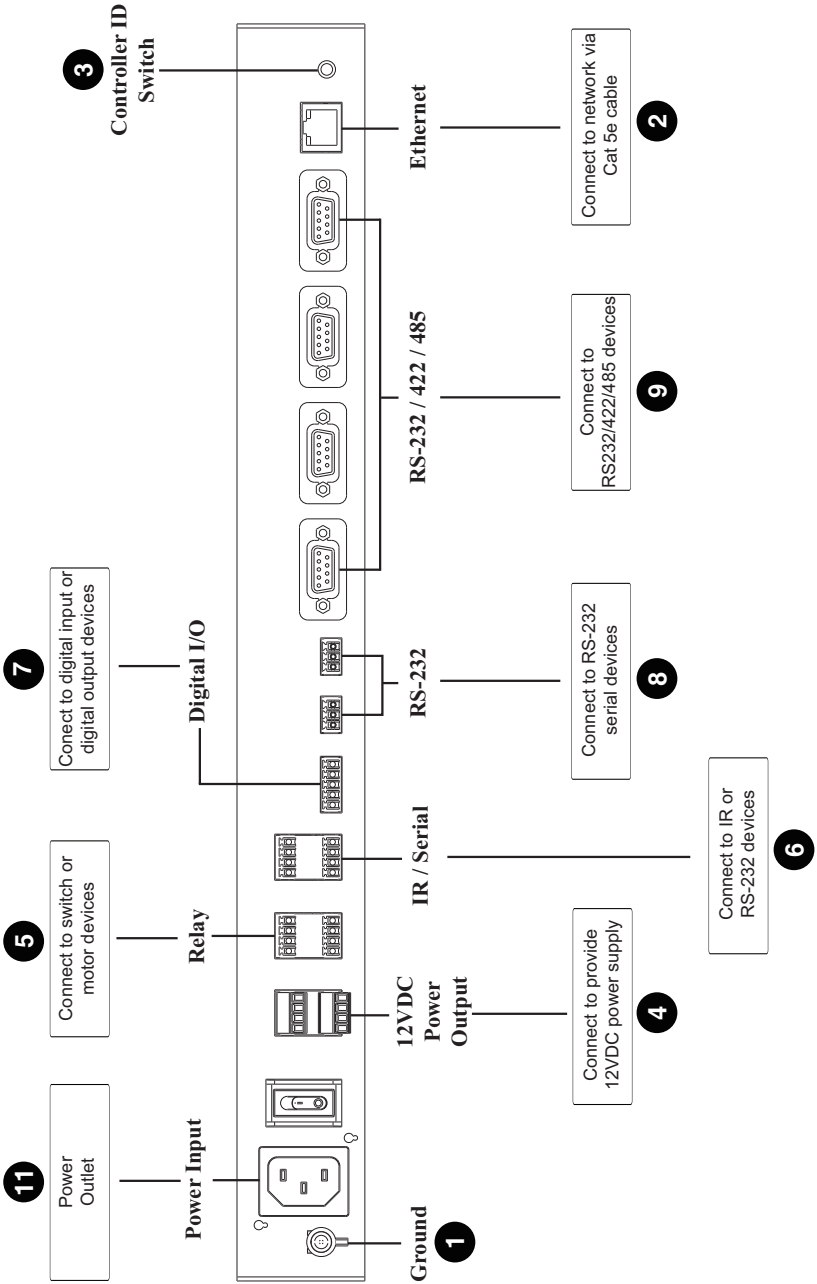 11
Power
Outlet
Power Input
5
Connect to switch or
motor devices
Relay
7
Conect to digital input or
digital output devices
Digital I/O
3
Controller ID
Switch
Ground
1
12VDC
Power
Output
Connect to provide
12VDC power supply
4
IR / Serial
Connect to IR or
RS-232 devices
6
RS-232
Connect to RS-232
serial devices
8
RS-232 / 422 / 485
Connect to
RS232/422/485 devices
9
Ethernet
Connect to network via
Cat 5e cable
2